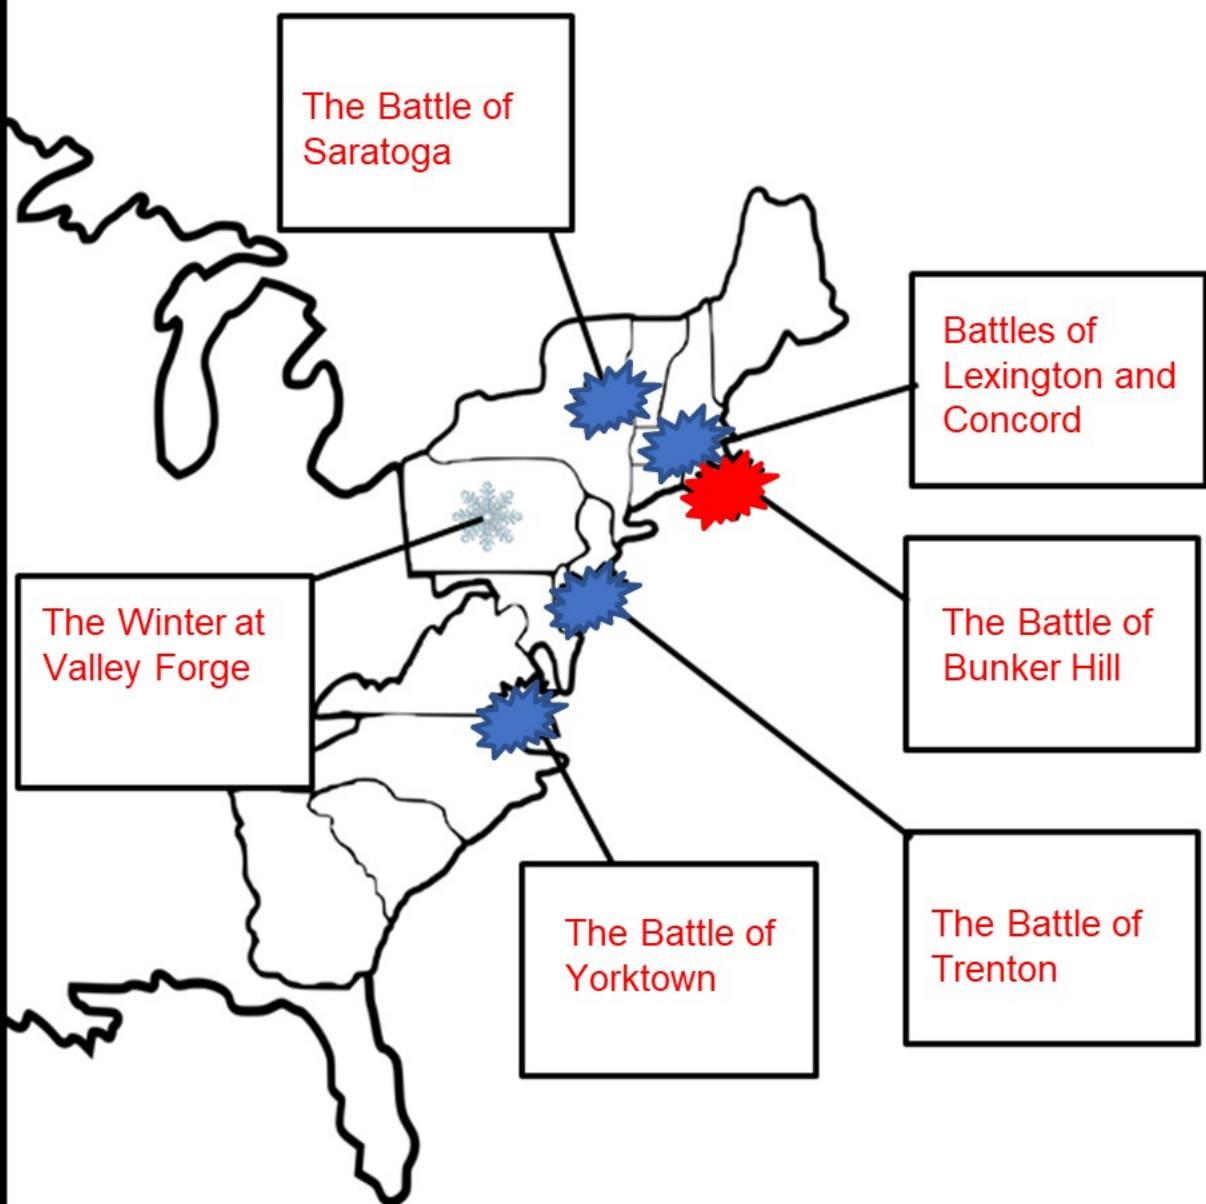 The Battle of
Saratoga
Battles of
Lexington and
Concord
The Winter at
Valley Forge
The Battle of
Bunker Hill
The Battle of
Yorktown
The Battle of
Trenton